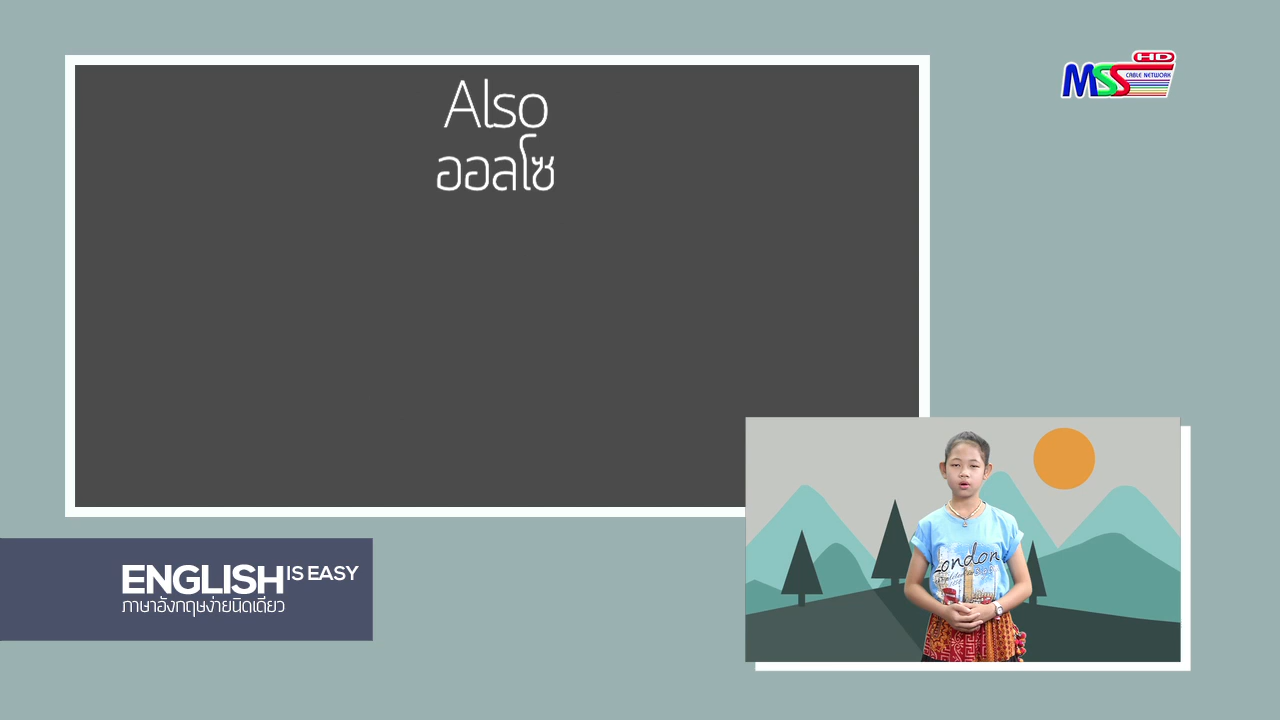 Also
ออลโซ
HD
MSS
CABLE NETWORK
ENGLISH IS EASY
ภาษาอังกฤษง่ายนิดเดียว
London